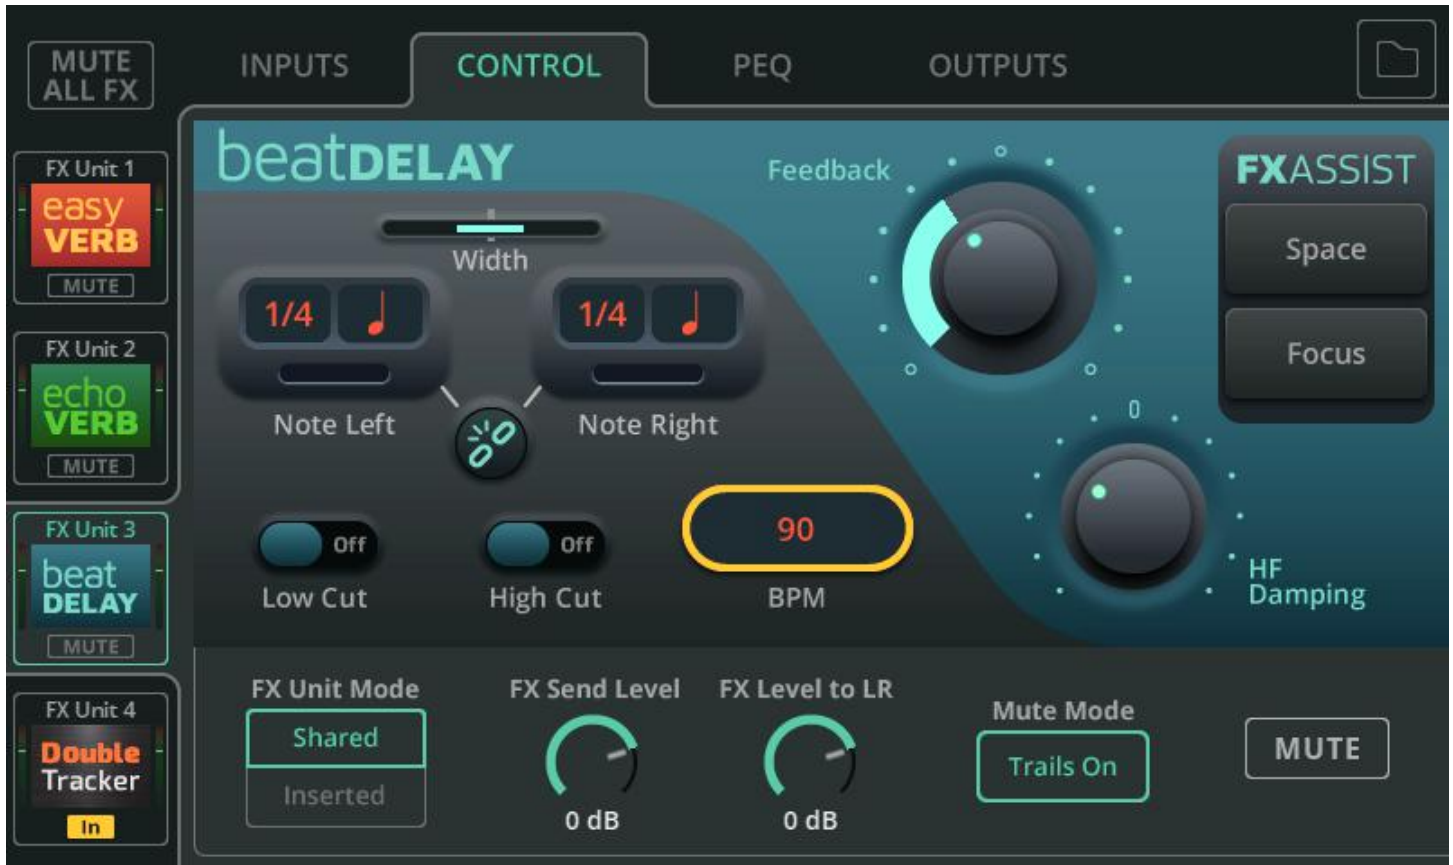 MUTE
ALL FX
INPUTS
CONTROL
PEQ
OUTPUTS
FX Unit 1
easy
VERB
MUTE
FX Unit 2
echo
VERB
MUTE
FX Unit 3
beat
DELAY
MUTE
FX Unit 4
Double
Tracker
In
beatDELAY
Width
1/4
1/4
Note Left
Note Right
Off
Low Cut
Off
High Cut
90
BPM
Feedback
0
HF
Damping
FXASSIST
Space
Focus
FX Unit Mode
Shared
Inserted
FX Send Level
0 dB
FX Level to LR
0 dB
Mute Mode
Trails On
MUTE